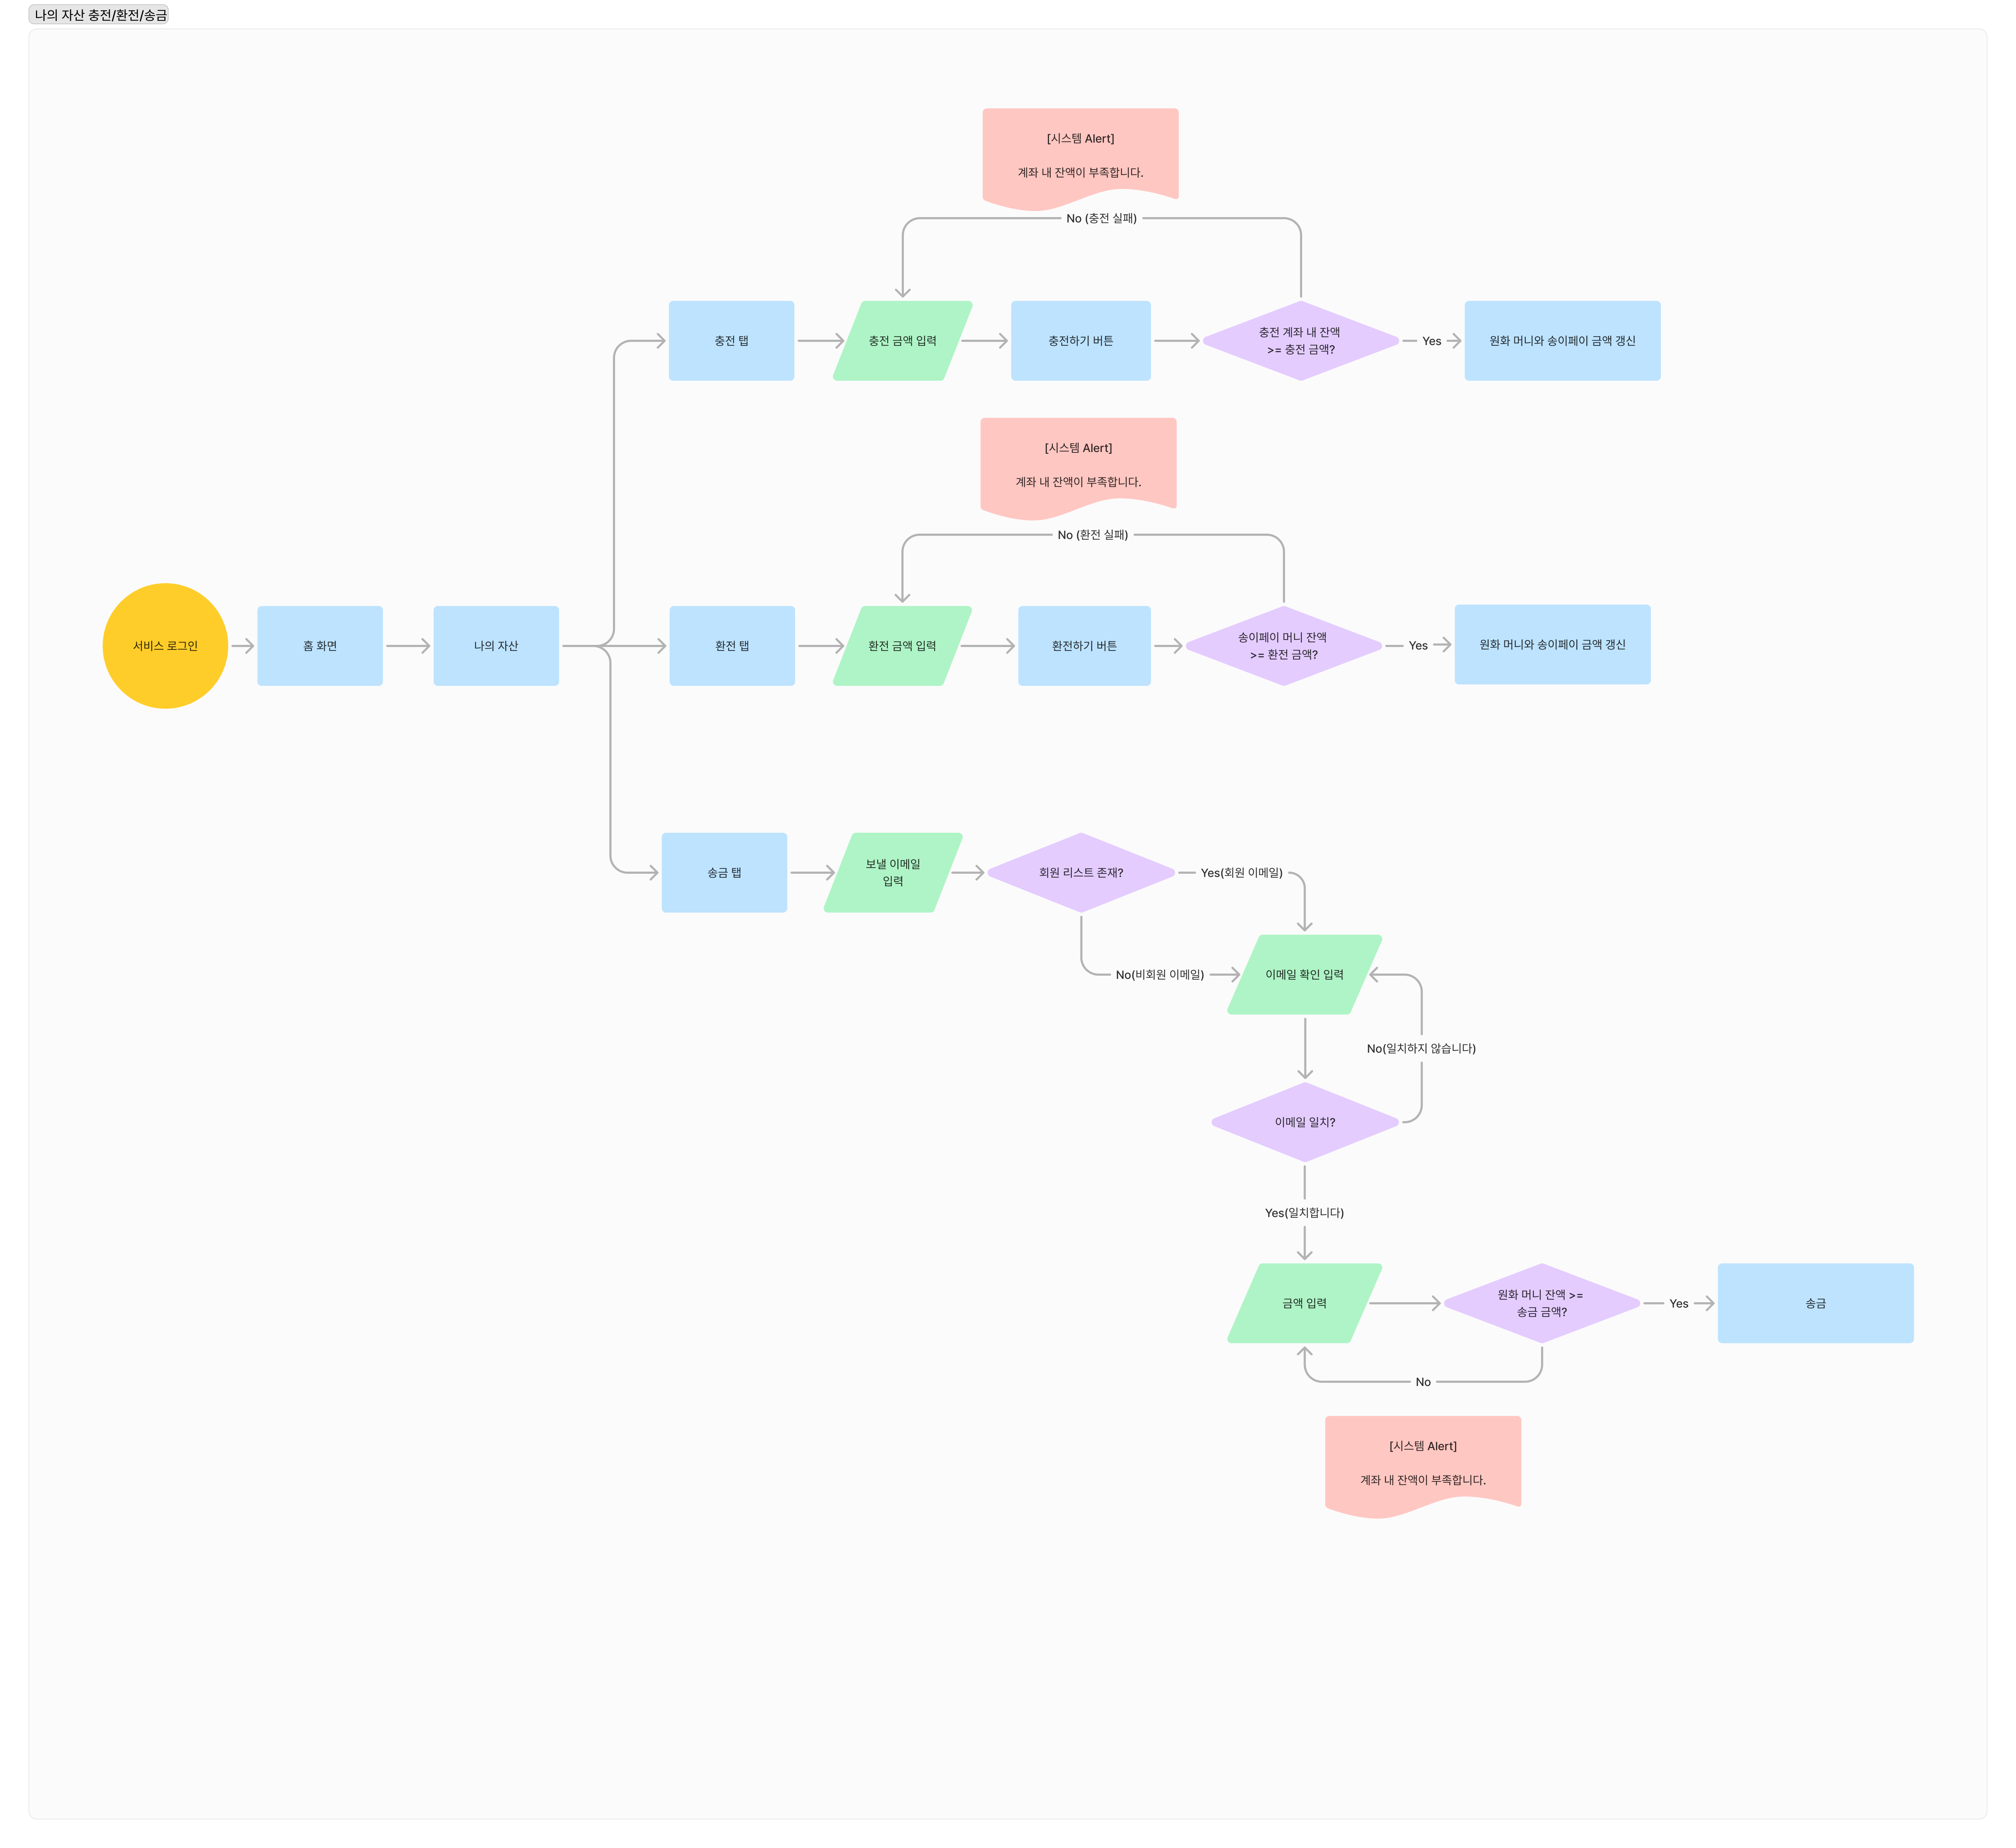 나의 자산 충전/환전/송금
[시스템 Alert]
계좌 내 잔액이 부족합니다.
No (충전 실패)
충전 탭
충전 금액 입력
충전하기 버튼
충전 계좌 내 잔액
>= 충전 금액?
Yes
원화 머니와 송이페이 금액 갱신
[시스템 Alert]
계좌 내 잔액이 부족합니다.
No (환전 실패)
서비스 로그인
홈 화면
나의 자산
환전 탭
환전 금액 입력
환전하기 버튼
송이페이 머니 잔액
>= 환전 금액?
Yes
원화 머니와 송이페이 금액 갱신
송금 탭
보낼 이메일
입력
회원 리스트 존재?
Yes(회원 이메일)
No(비회원 이메일)
이메일 확인 입력
No(일치하지 않습니다)
이메일 일치?
Yes(일치합니다)
금액 입력
원화 머니 잔액 >=
송금 금액?
Yes
송금
No
[시스템 Alert]
계좌 내 잔액이 부족합니다.